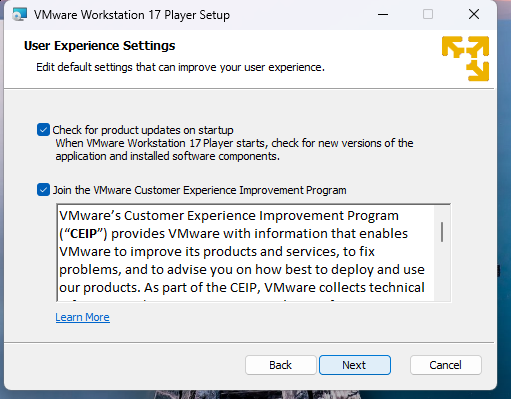 VMware Workstation 17 Player Setup
User Experience Settings
Edit default settings that can improve your user experience.
Check for product updates on startup
When VMware Workstation 17 Player starts, check for new versions of the
application and installed software components.
Join the VMware Customer Experience Improvement Program
VMware's Customer Experience Improvement Program
("CEIP") provides VMware with information that enables
VMware to improve its products and services, to fix
problems, and to advise you on how best to deploy and use
our products. As part of the CEIP, VMware collects technical
Learn More
Back
Next
Cancel